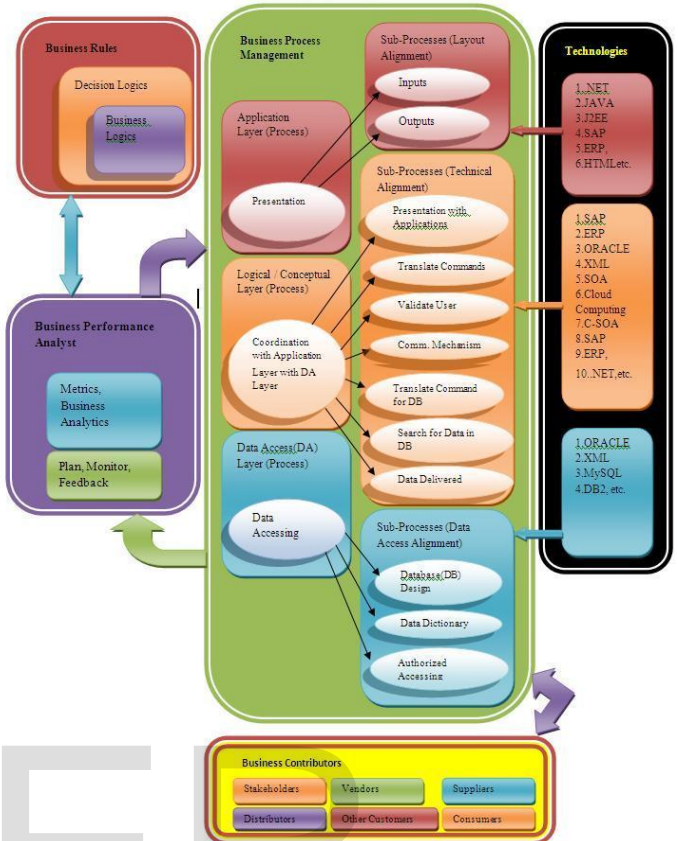 Business Rules
Decision Logics
Business
Logics
Business Performance
Analyst
Metrics,
Business
Analytics
Plan, Monitor,
Feedback
Business Process
Management
Application
Layer (Process)
Presentation
Logical / Conceptual
Layer (Process)
Coordination
with Application
Layer with DA
Layer
Data Access(DA)
Layer (Process)
Data
Accessing
Sub-Processes (Layout
Alignment)
Inputs
Outputs
Sub-Processes (Technical
Alignment)
Presentation with
Applications
Translate Commands
Validate User
Comm. Mechanism
Translate Command
for DB
Search for Data in
DB
Data Delivered
Sub-Processes (Data
Access Alignment)
Database(DB)
Design
Data Dictionary
Authorized
Accessing
Technologies
1..NET
2.JAVA
3.J2EE
4.SAP
5.ERP,
6.HTMLetc.
1.SAP
2.ERP
3.ORACLE
4.XML
5.SOA
6.Cloud
Computing
7.C-SOA
8.SAP
9.ERP,
10..NET,etc.
1.ORACLE
2.XML
3.MySQL
4.DB2, etc.
Business Contributors
Stakeholders
Vendors
Suppliers
Distributors
Other Customers
Consumers